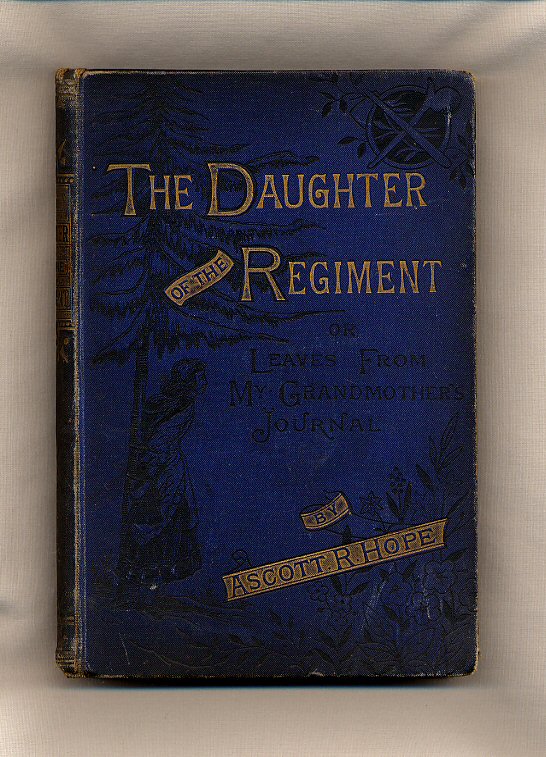 THE DAUGHTER
OF THE REGIMENT
OR
LEAVES FROM
MY GRANDMOTHER'S
JOURNAL
BY
ASCOTT. R. HOPE